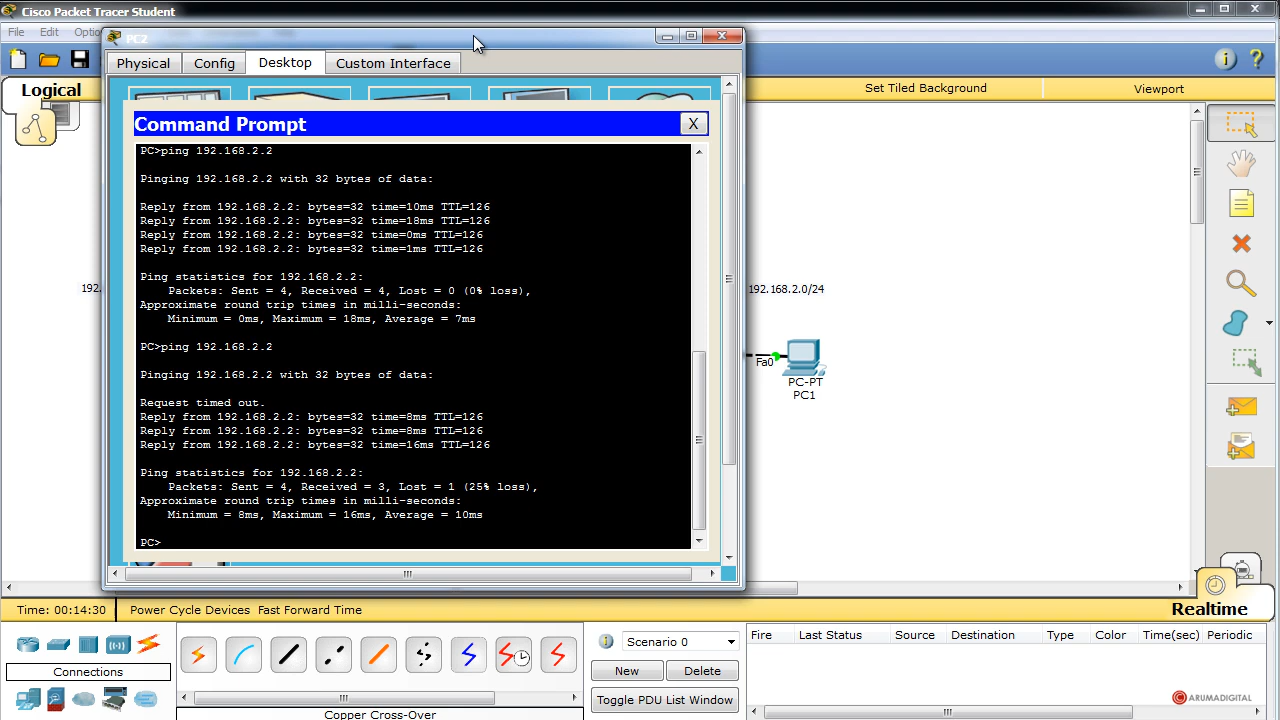 Cisco Packet Tracer Student
File Edit Optio
PC2
Physical Config Desktop Custom Interface
Logical
Set Tiled Background
Viewport
Command Prompt
X
PC>ping 192.168.2.2
Pinging 192.168.2.2 with 32 bytes of data:
Reply from 192.168.2.2: bytes=32 time=10ms TTL=126
Reply from 192.168.2.2: bytes=32 time=18ms TTL=126
Reply from 192.168.2.2: bytes=32 time=0ms TTL=126
Reply from 192.168.2.2: bytes=32 time=1ms TTL=126
Ping statistics for 192.168.2.2:
Packets: Sent = 4, Received = 4, Lost = 0 (0% loss),
Approximate round trip times in milli-seconds:
Minimum = 0ms, Maximum = 18ms, Average = 7ms
PC>ping 192.168.2.2
Pinging 192.168.2.2 with 32 bytes of data:
Request timed out.
Reply from 192.168.2.2: bytes=32 time=8ms TTL=126
Reply from 192.168.2.2: bytes=32 time=8ms TTL=126
Reply from 192.168.2.2: bytes=32 time=16ms TTL=126
Ping statistics for 192.168.2.2:
Packets: Sent = 4, Received = 3, Lost = 1 (25% loss),
Approximate round trip times in milli-seconds:
Minimum = 8ms, Maximum = 16ms, Average = 10ms
PC>
192.
192.168.2.0/24
Fa0
PC-PT
PC1
Time: 00:14:30 Power Cycle Devices Fast Forward Time
Realtime
Connections
Copper Cross-Over
Scenario 0
New Delete
Toggle PDU List Window
Fire Last Status Source Destination Type Color Time(sec) Periodic
CARUMADIGITAL